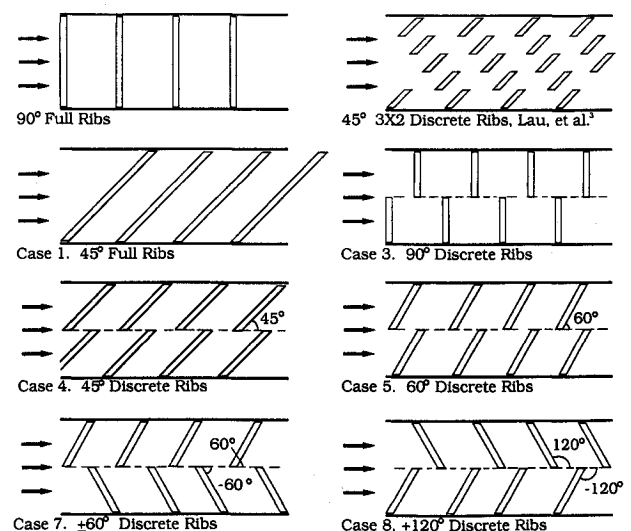 90° Full Ribs
45° 3X2 Discrete Ribs, Lau, et al.³
Case 1. 45° Full Ribs
Case 3. 90° Discrete Ribs
45°
60°
Case 4. 45° Discrete Ribs
Case 5. 60° Discrete Ribs
60°
-60°
120°
-120°
Case 7. ±60° Discrete Ribs
Case 8. +120° Discrete Ribs